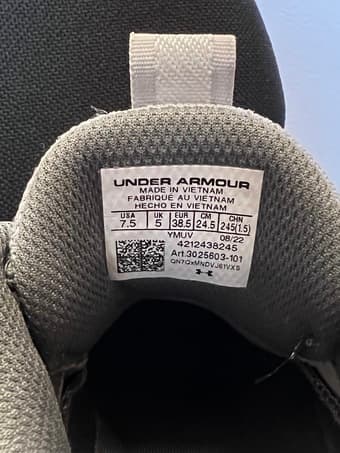 UNDER ARMOUR
MADE IN VIETNAM
FABRIQUÉ AU VIETNAM
HECHO EN VIETNAM
USA UK EUR CM CHN
7.5 5 38.5 24.5 245(1.5)
YMUV 08/22
4212438245
Art.3025603-101